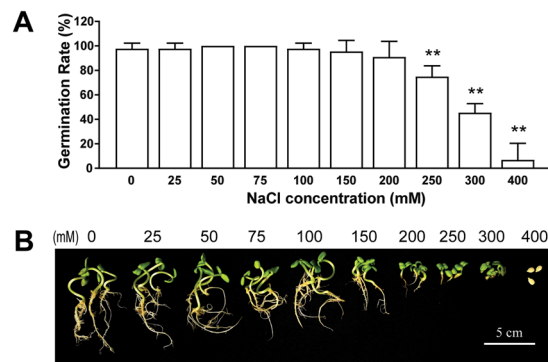 A
Germination Rate (%)
120
100
80
60
40
20
0
**
**
**
0 25 50 75 100 150 200 250 300 400
NaCl concentration (mM)
B
(mM) 0 25 50 75 100 150 200 250 300 400
5 cm